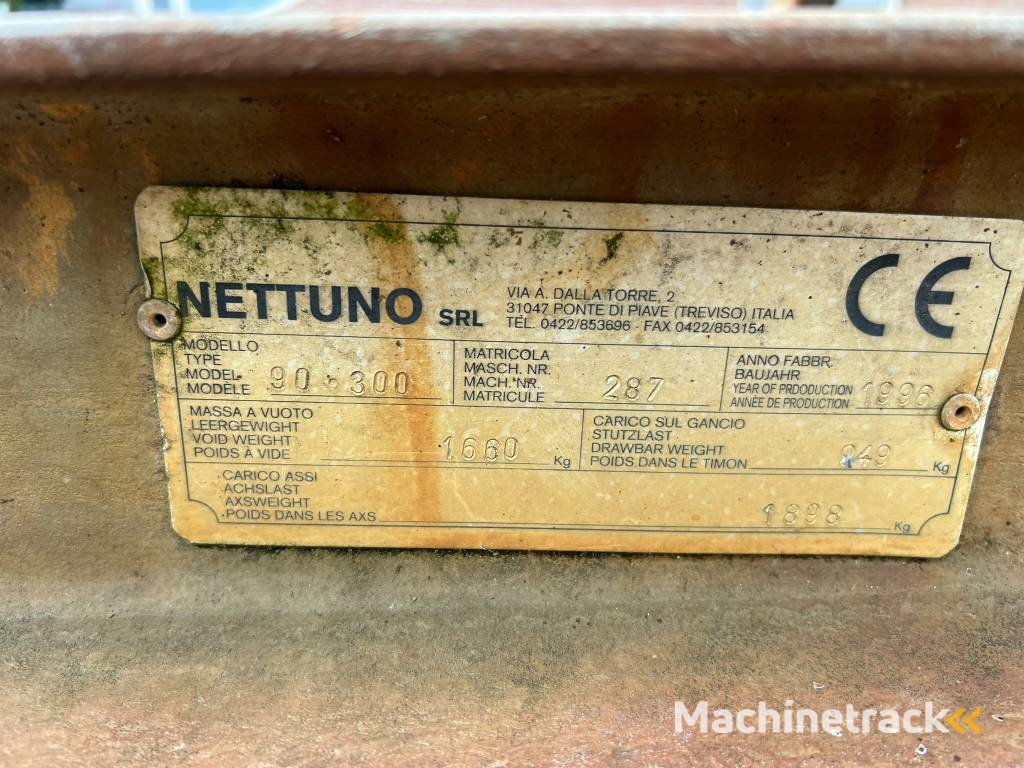 NETTUNO SRL
VIA A. DALLA TORRE, 2
31047 PONTE DI PIAVE (TREVISO) ITALIA
TEL. 0422/853696 - FAX 0422/853154
CE
MODELLO
TYPE
MODEL
MODÈLE 90·300
MATRICOLA
MASCH. NR.
MACH. NR.
MATRICULE 287
ANNO FABBR.
BAUJAHR
YEAR OF PRDODUCTION
ANNÉE DE PRODUCTION 1996
MASSA A VUOTO
LEERGEWIGHT
VOID WEIGHT
POIDS À VIDE 1660 Kg
CARICO SUL GANCIO
STUTZLAST
DRAWBAR WEIGHT
POIDS DANS LE TIMON Kg
CARICO ASSI
ACHSLAST
AXSWEIGHT
POIDS DANS LES AXS 1898 Kg
Machinetrack